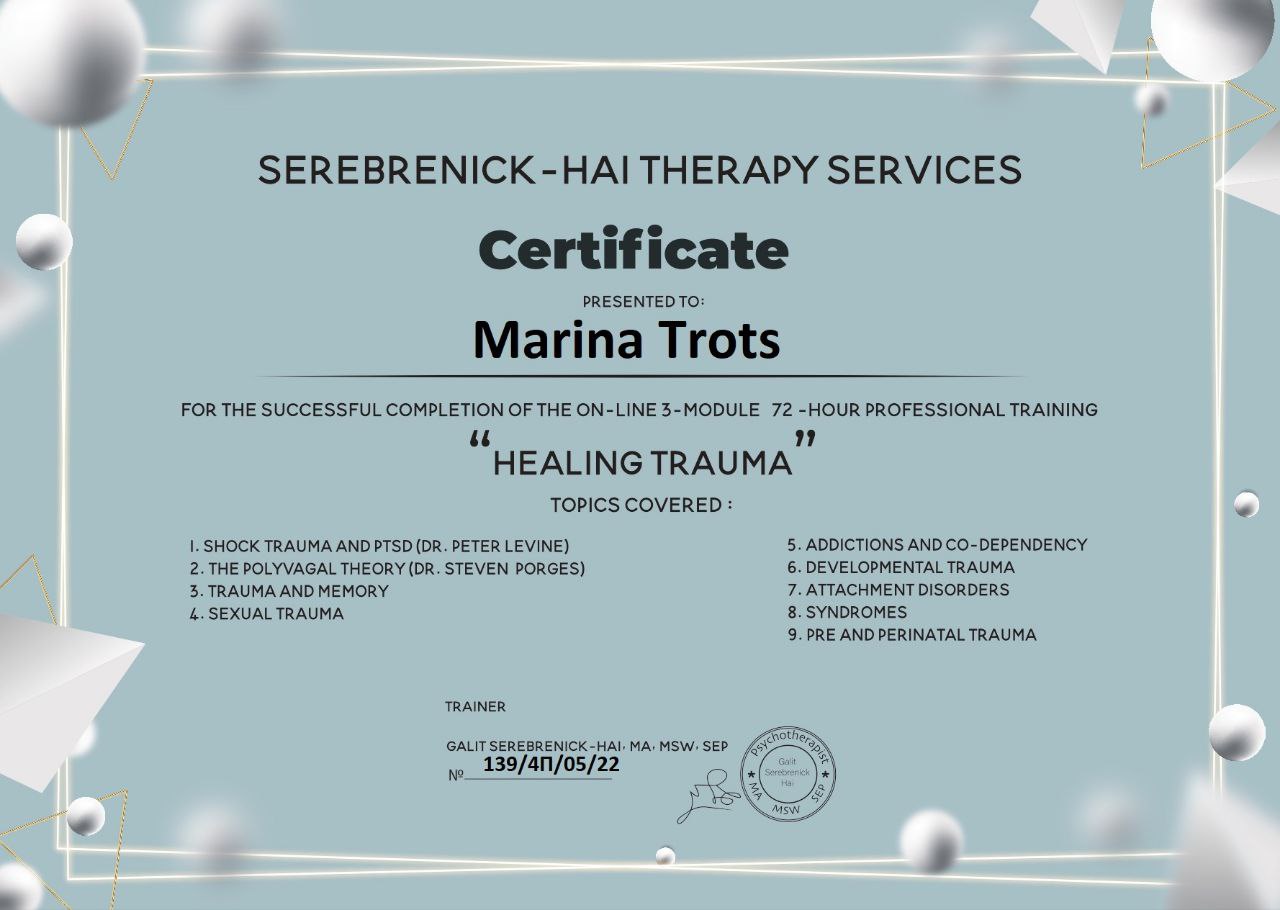 SEREBRENICK-HAI THERAPY SERVICES
Certificate
PRESENTED TO:
Marina Trots
FOR THE SUCCESSFUL COMPLETION OF THE ON-LINE 3-MODULE 72 -HOUR PROFESSIONAL TRAINING
“HEALING TRAUMA”
TOPICS COVERED :
1. SHOCK TRAUMA AND PTSD (DR. PETER LEVINE)
2. THE POLYVAGAL THEORY (DR. STEVEN PORGES)
3. TRAUMA AND MEMORY
4. SEXUAL TRAUMA
5. ADDICTIONS AND CO-DEPENDENCY
6. DEVELOPMENTAL TRAUMA
7. ATTACHMENT DISORDERS
8. SYNDROMES
9. PRE AND PERINATAL TRAUMA
TRAINER
GALIT SEREBRENICK-HAI, MA, MSW, SEP
№ 139/4П/05/22
Psychotherapist
Galit
Serebrenick
Hai
★ MA MSW SEP ★